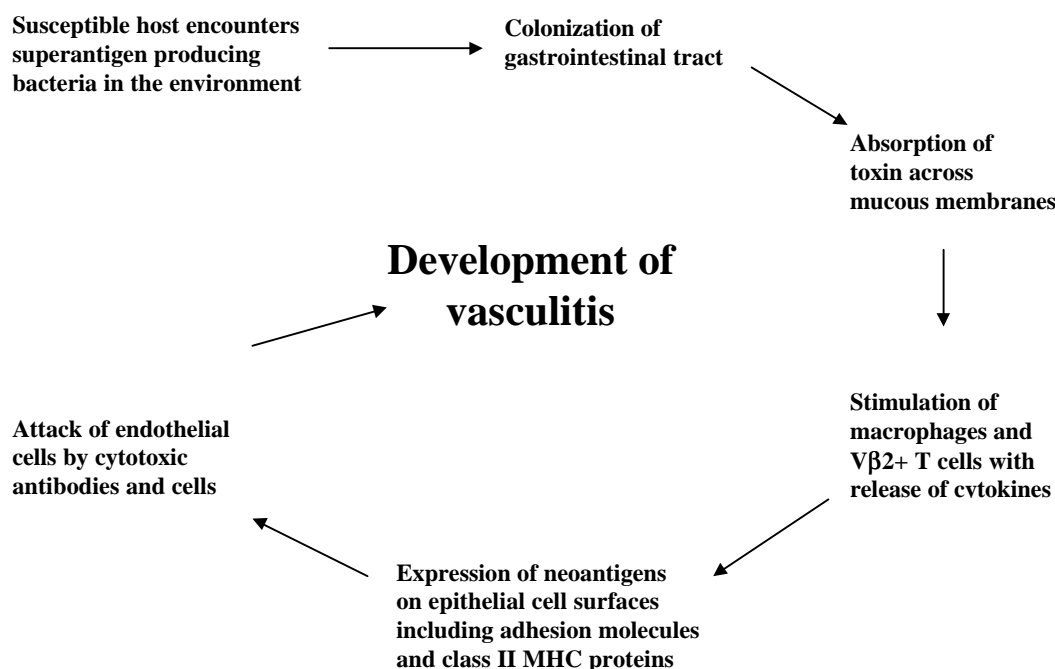 Susceptible host encounters
superantigen producing
bacteria in the environment
Colonization of
gastrointestinal tract
Absorption of
toxin across
mucous membranes
Stimulation of
macrophages and
Vβ2+ T cells with
release of cytokines
Expression of neoantigens
on epithelial cell surfaces
including adhesion molecules
and class II MHC proteins
Attack of endothelial
cells by cytotoxic
antibodies and cells
Development of
vasculitis